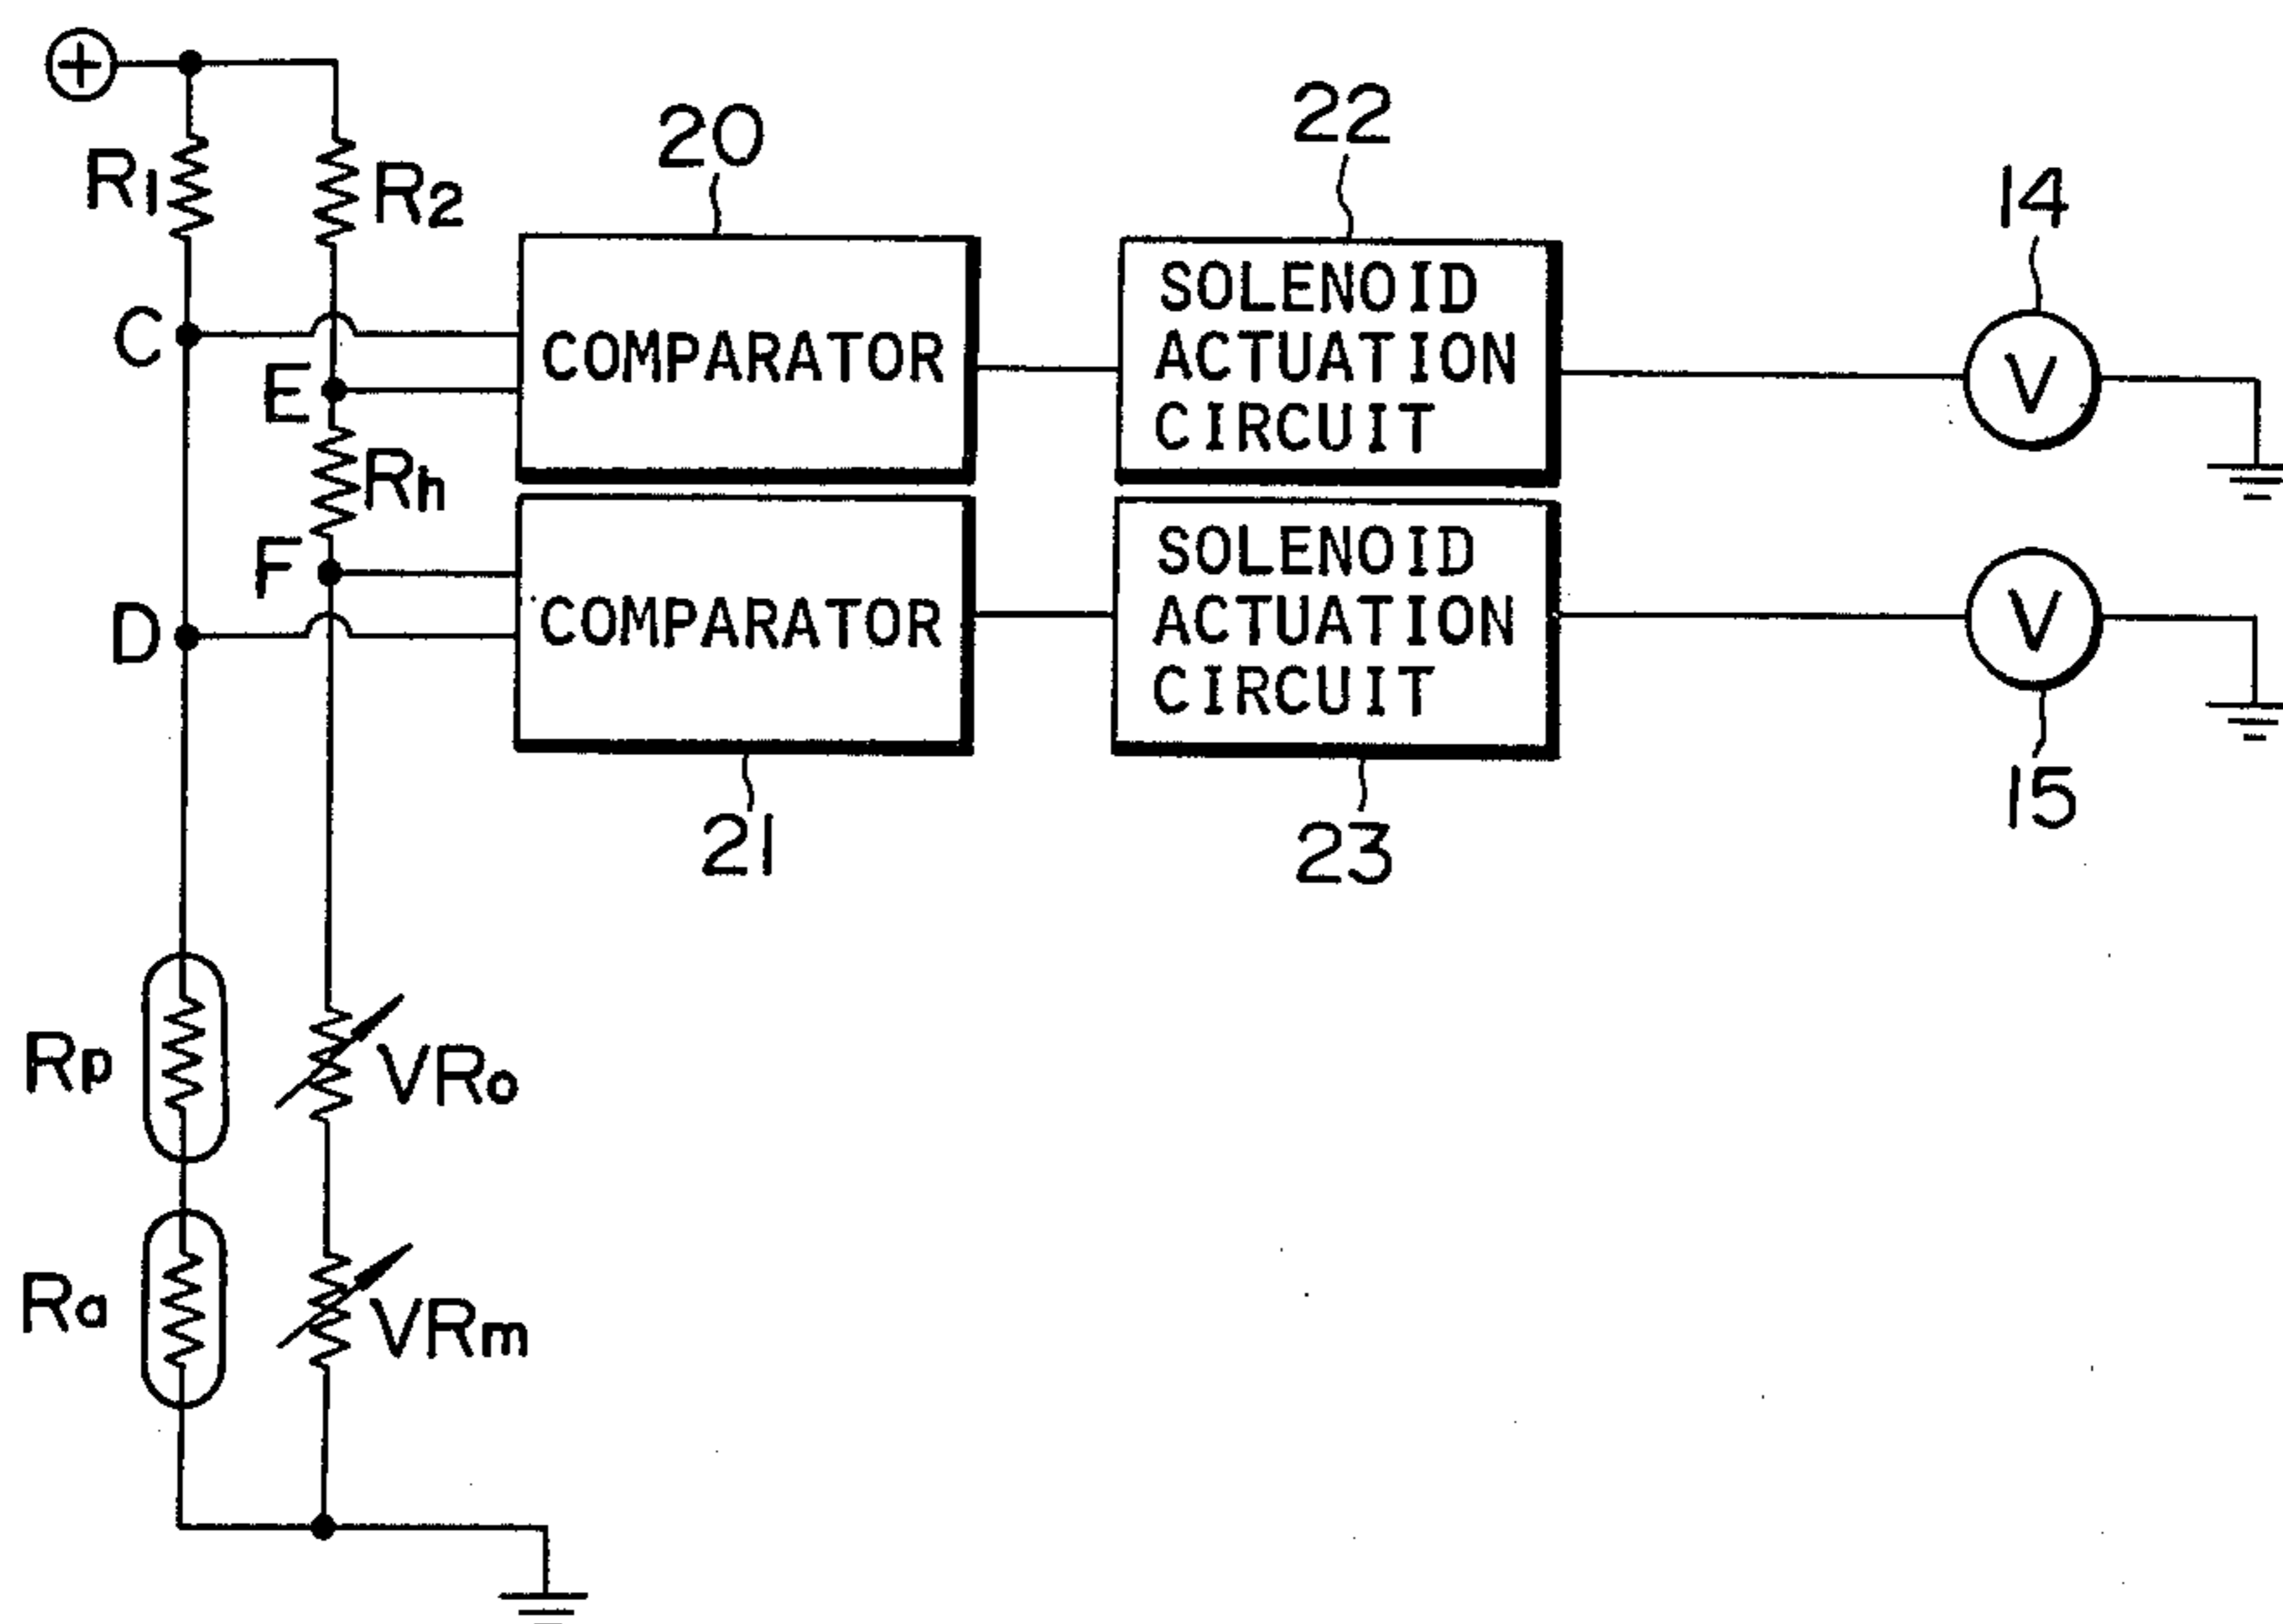 +
22
20
14
R1
R2
SOLENOID
ACTUATION
CIRCUIT
C
COMPARATOR
V
E
Rh
F
SOLENOID
ACTUATION
CIRCUIT
D
COMPARATOR
V
21
23
15
Rp
VRo
Ra
VRm